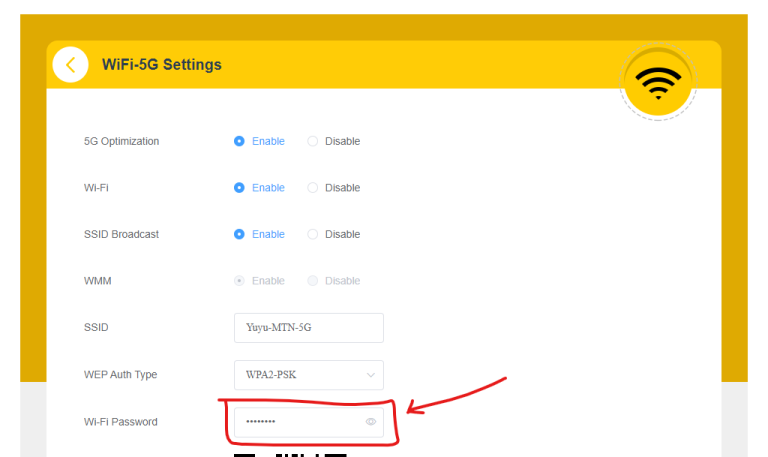 WiFi-5G Settings
5G Optimization Enable Disable
Wi-Fi Enable Disable
SSID Broadcast Enable Disable
WMM Enable Disable
SSID Yuyu-MTN-5G
WEP Auth Type WPA2-PSK
Wi-Fi Password ••••••••